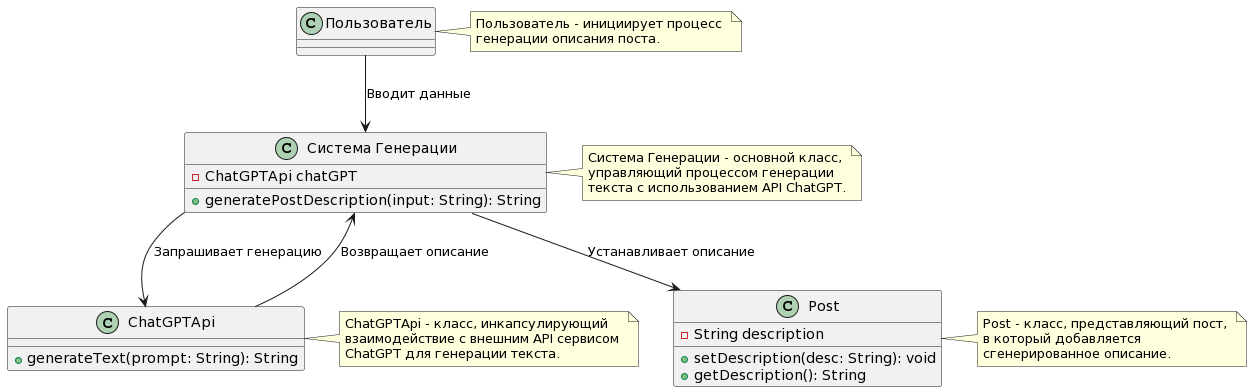 C Пользователь
Пользователь - инициирует процесс
генерации описания поста.
Вводит данные
C Система Генерации
ChatGPTApi chatGPT
generatePostDescription(input: String): String
Система Генерации - основной класс,
управляющий процессом генерации
текста с использованием API ChatGPT.
Запрашивает генерацию
Возвращает описание
Устанавливает описание
C ChatGPTApi
generateText(prompt: String): String
ChatGPTApi - класс, инкапсулирующий
взаимодействие с внешним API сервисом
ChatGPT для генерации текста.
C Post
String description
setDescription(desc: String): void
getDescription(): String
Post - класс, представляющий пост,
в который добавляется
сгенерированное описание.